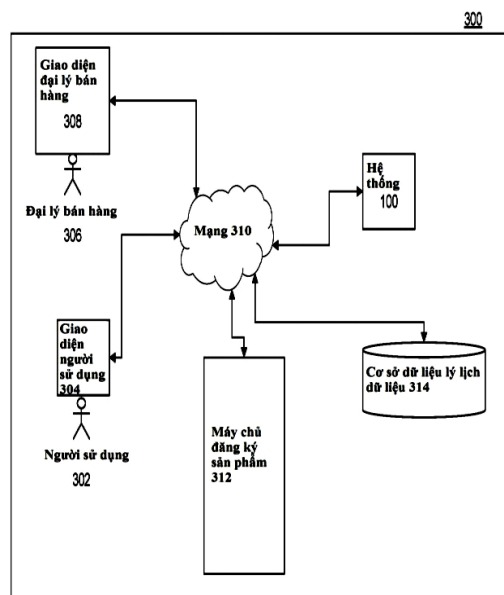 300
Giao diện
đại lý bán
hàng
308
Đại lý bán hàng
306
Hệ
thống
100
Mạng 310
Giao diện
người
sử dụng
304
Người sử dụng
302
Máy chủ
đăng ký
sản phẩm
312
Cơ sở dữ liệu lý lịch
dữ liệu 314